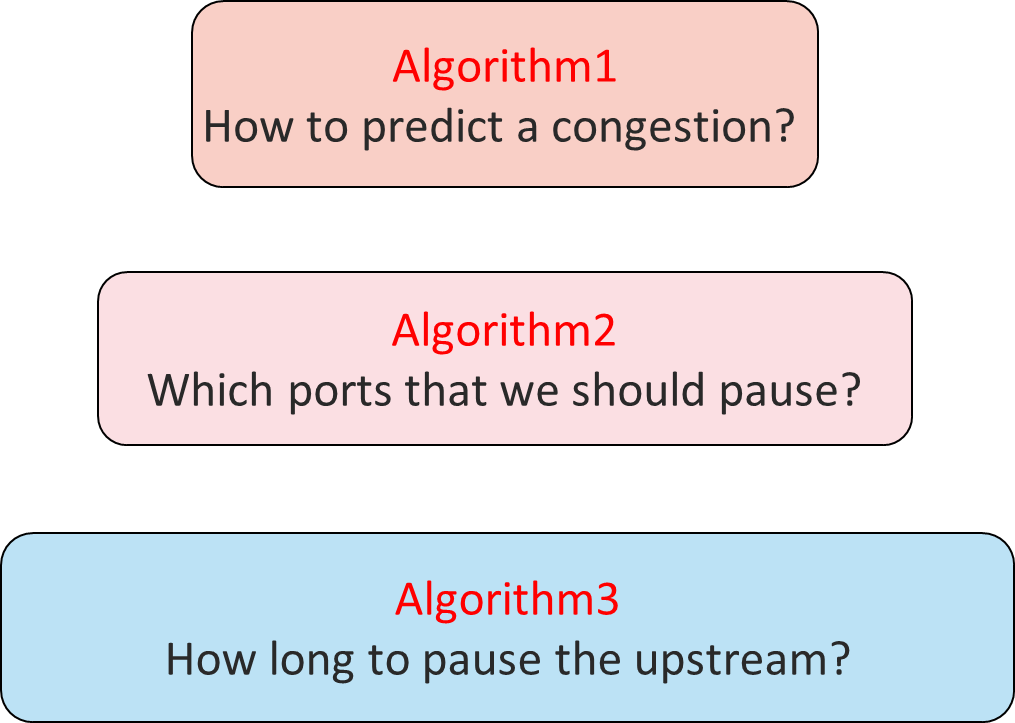 Algorithm1
How to predict a congestion?
Algorithm2
Which ports that we should pause?
Algorithm3
How long to pause the upstream?